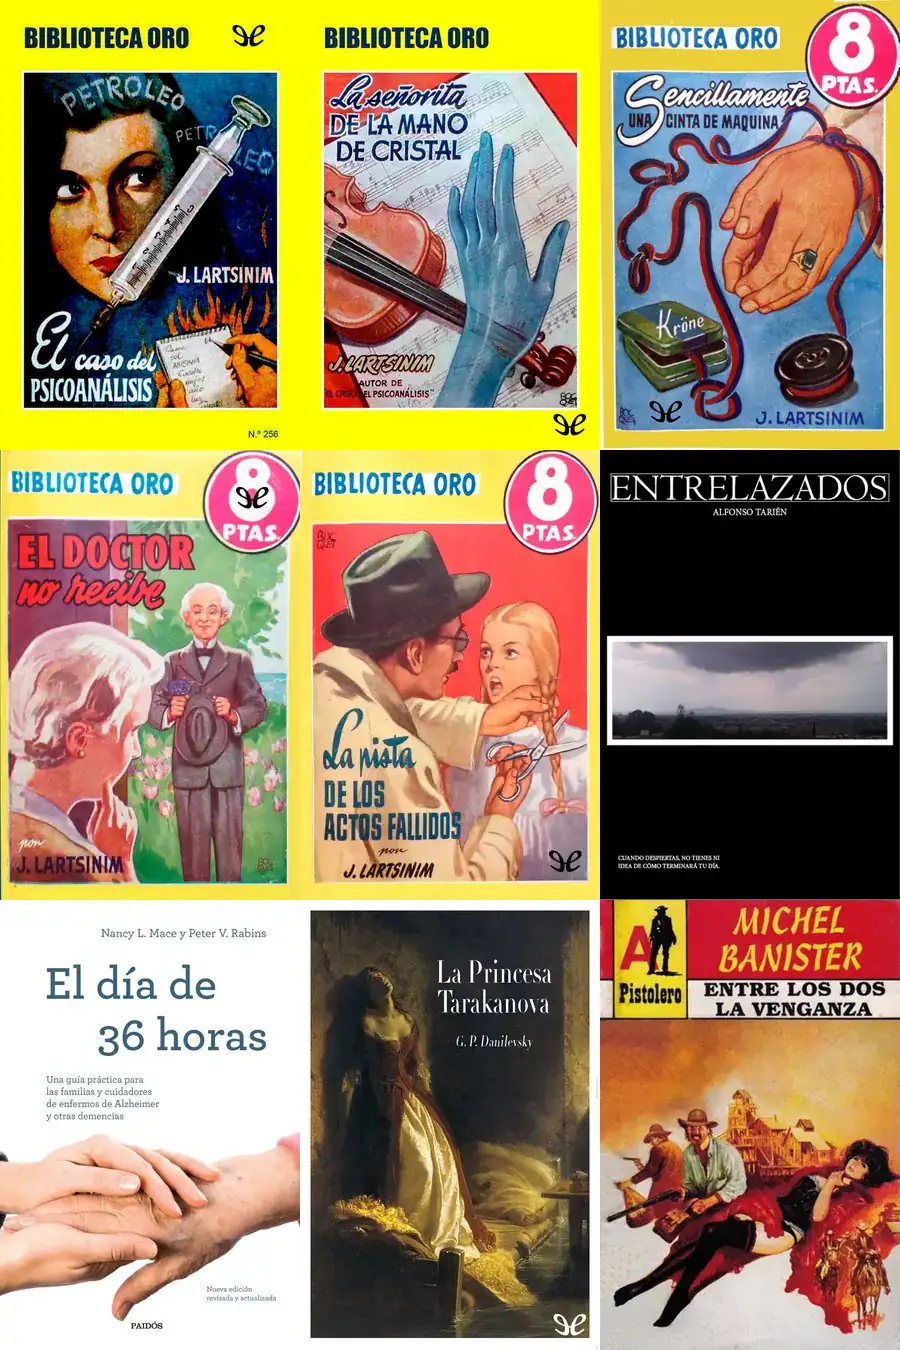 BIBLIOTECA ORO
PETROLEO
J. LARTSINIM
El caso del
PSICOANÁLISIS
N.º 256
BIBLIOTECA ORO
La señorita
DE LA MANO
DE CRISTAL
J. LARTSINIM
AUTOR DE
"EL CASO DEL PSICOANÁLISIS"
BIBLIOTECA ORO
8
PTAS.
Sencillamente
UNA CINTA DE MAQUINA
Kröne
J. LARTSINIM
BIBLIOTECA ORO
8
PTAS.
EL DOCTOR
no recibe
por
J. LARTSINIM
BIBLIOTECA ORO
8
PTAS.
La pista
DE LOS
ACTOS FALLIDOS
por
J. LARTSINIM
ENTRELAZADOS
ALFONSO TARIÉN
CUANDO DESPIERTAS, NO TIENES NI
IDEA DE CÓMO TERMINARÁ TU DÍA.
Nancy L. Mace y Peter V. Rabins
El día de
36 horas
Una guía práctica para
las familias y cuidadores
de enfermos de Alzheimer
y otras demencias
Nueva edición
revisada y actualizada
PAIDÓS
La Princesa
Tarakanova
G. P. Danilevsky
A
Pistolero
MICHEL
BANISTER
ENTRE LOS DOS
LA VENGANZA